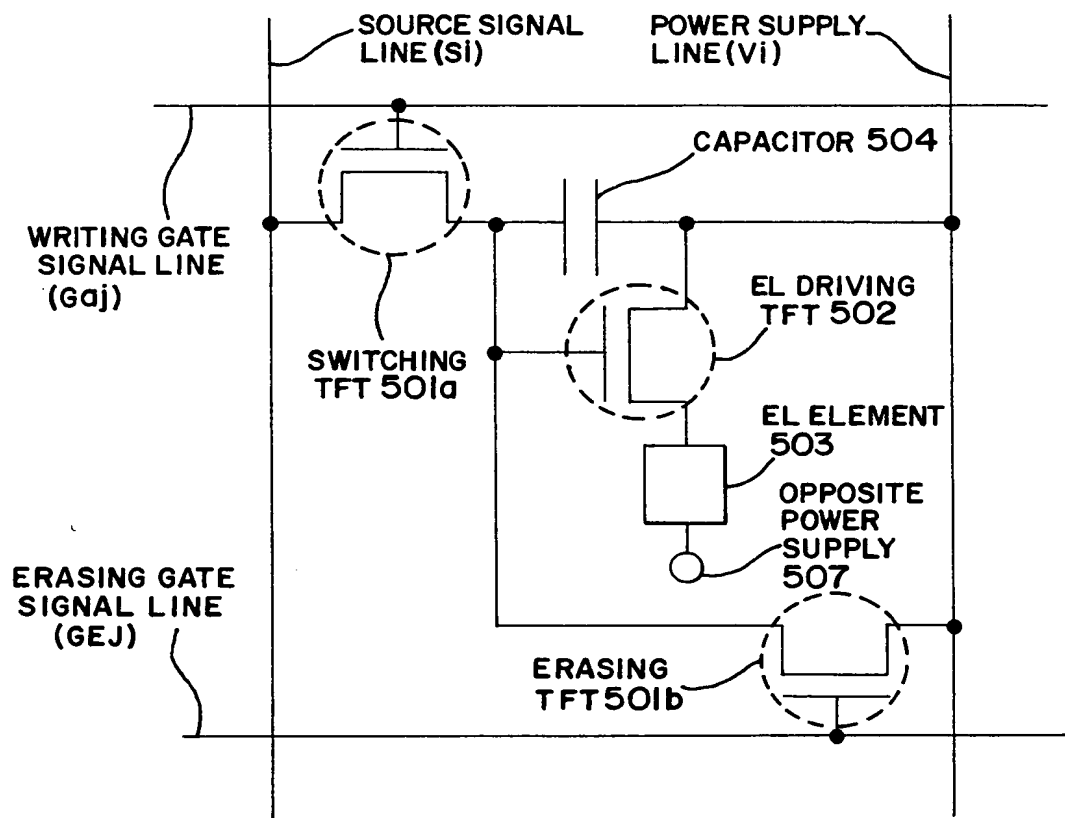 SOURCE SIGNAL
LINE (Si)
POWER SUPPLY
LINE (Vi)
CAPACITOR 504
WRITING GATE
SIGNAL LINE
(Gaj)
SWITCHING
TFT 501a
EL DRIVING
TFT 502
EL ELEMENT
503
OPPOSITE
POWER
SUPPLY
507
ERASING GATE
SIGNAL LINE
(GEJ)
ERASING
TFT 501b